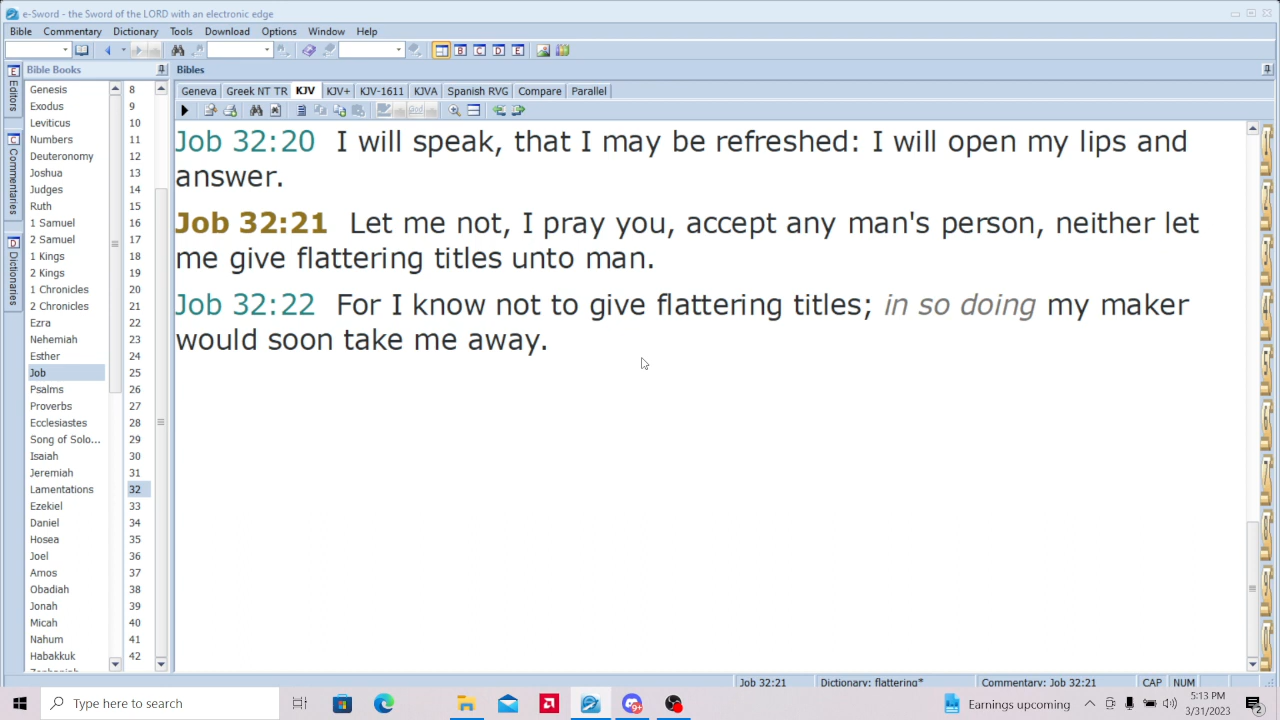 e-Sword - the Sword of the LORD with an electronic edge
Bible Commentary Dictionary Tools Download Options Window Help
Bible Books
Bibles
Editors
Commentaries
Dictionaries
Geneva Greek NT TR KJV KJV+ KJV-1611 KJVA Spanish RVG Compare Parallel
Genesis 8
Exodus 9
Leviticus 10
Numbers 11
Deuteronomy 12
Joshua 13
Judges 14
Ruth 15
1 Samuel 16
2 Samuel 17
1 Kings 18
2 Kings 19
1 Chronicles 20
2 Chronicles 21
Ezra 22
Nehemiah 23
Esther 24
Job 25
Psalms 26
Proverbs 27
Ecclesiastes 28
Song of Solo... 29
Isaiah 30
Jeremiah 31
Lamentations 32
Ezekiel 33
Daniel 34
Hosea 35
Joel 36
Amos 37
Obadiah 38
Jonah 39
Micah 40
Nahum 41
Habakkuk 42
Job 32:20 I will speak, that I may be refreshed: I will open my lips and
answer.
Job 32:21 Let me not, I pray you, accept any man's person, neither let
me give flattering titles unto man.
Job 32:22 For I know not to give flattering titles; in so doing my maker
would soon take me away.
Job 32:21 Dictionary: flattering* Commentary: Job 32:21 CAP NUM
Type here to search
Earnings upcoming
5:13 PM
3/31/2023